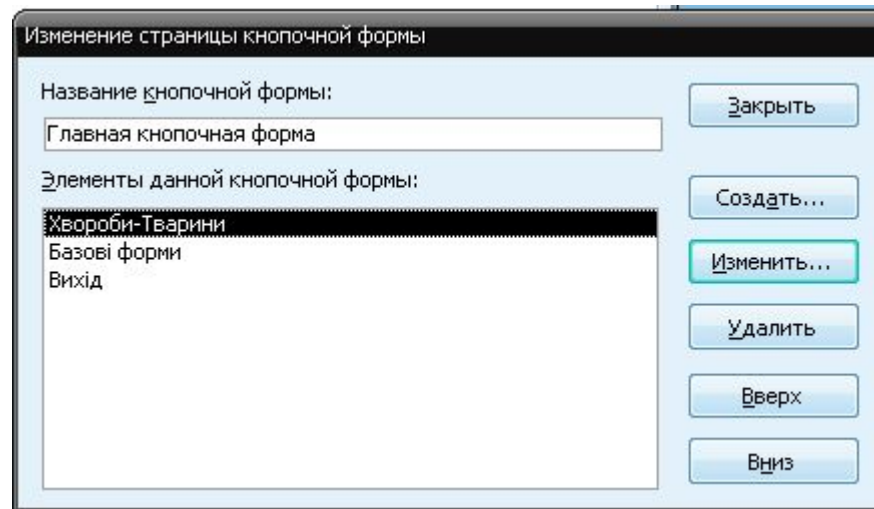 Изменение страницы кнопочной формы
Название кнопочной формы:
Закрыть
Главная кнопочная форма
Элементы данной кнопочной формы:
Создать...
Хвороби-Тварини
Базові форми
Изменить...
Вихід
Удалить
Вверх
Вниз